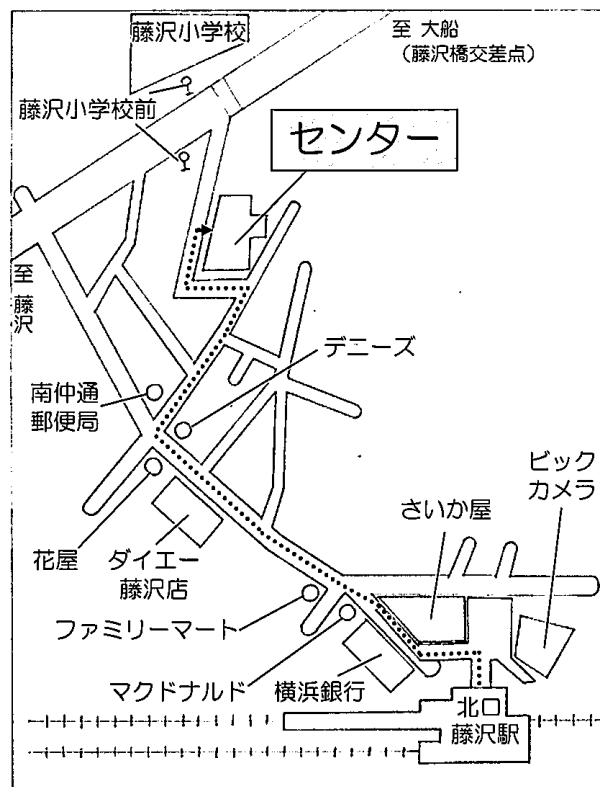 藤沢小学校
至 大船
(藤沢橋交差点)
藤沢小学校前
センター
至 藤沢
デニーズ
南仲通
郵便局
ビック
カメラ
さいか屋
花屋
ダイエー
藤沢店
ファミリーマート
マクドナルド
横浜銀行
北口
藤沢駅